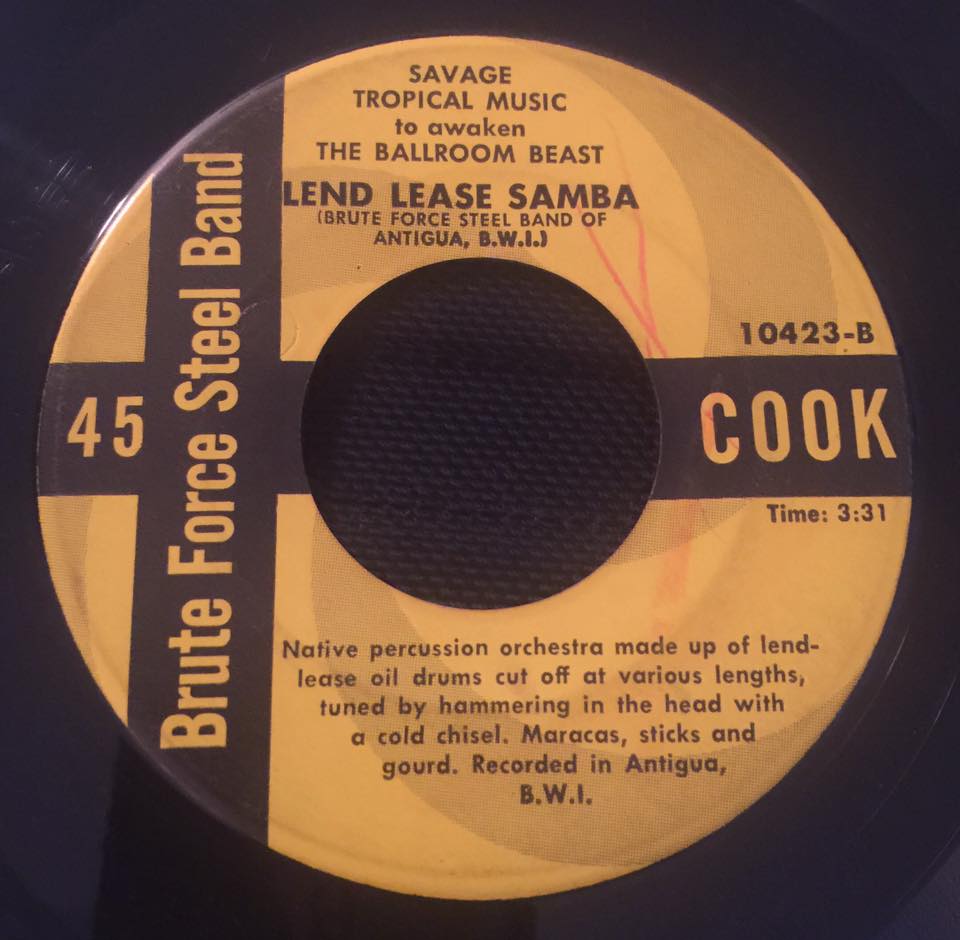 SAVAGE
TROPICAL MUSIC
to awaken
THE BALLROOM BEAST
LEND LEASE SAMBA
(BRUTE FORCE STEEL BAND OF
ANTIGUA, B.W.I.)
10423-B
45
Brute Force Steel Band
COOK
Time: 3:31
Native percussion orchestra made up of lend-
lease oil drums cut off at various lengths,
tuned by hammering in the head with
a cold chisel. Maracas, sticks and
gourd. Recorded in Antigua,
B.W.I.